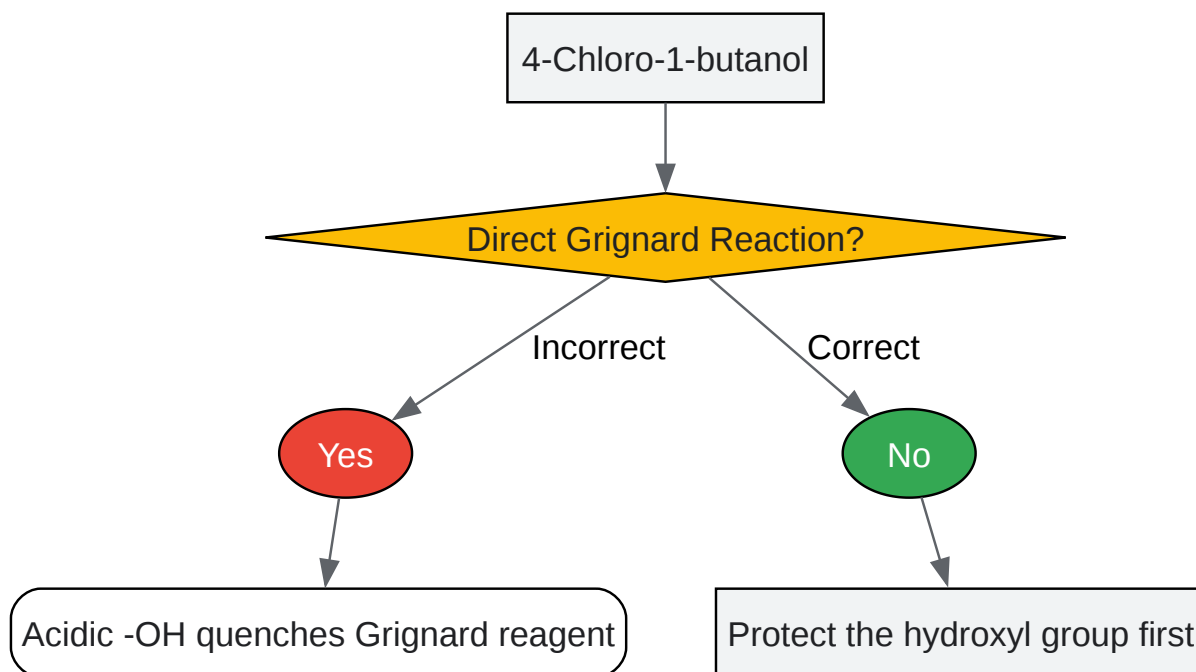 4-Chloro-1-butanol
Direct Grignard Reaction?
Incorrect
Correct
Yes
No
Acidic -OH quenches Grignard reagent
Protect the hydroxyl group first